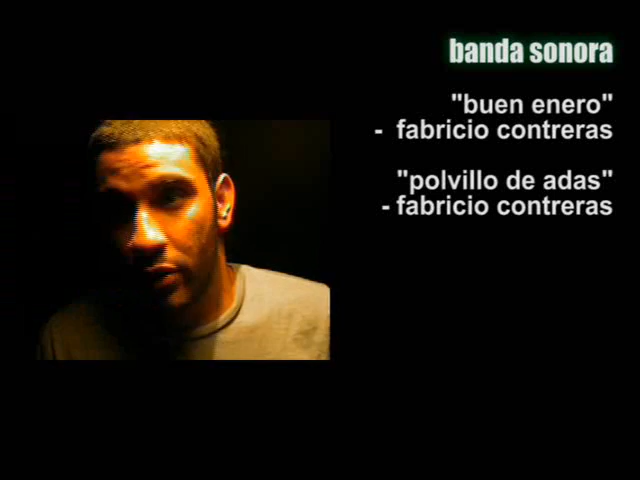 banda sonora
"buen enero"
- fabricio contreras
"polvillo de adas"
- fabricio contreras